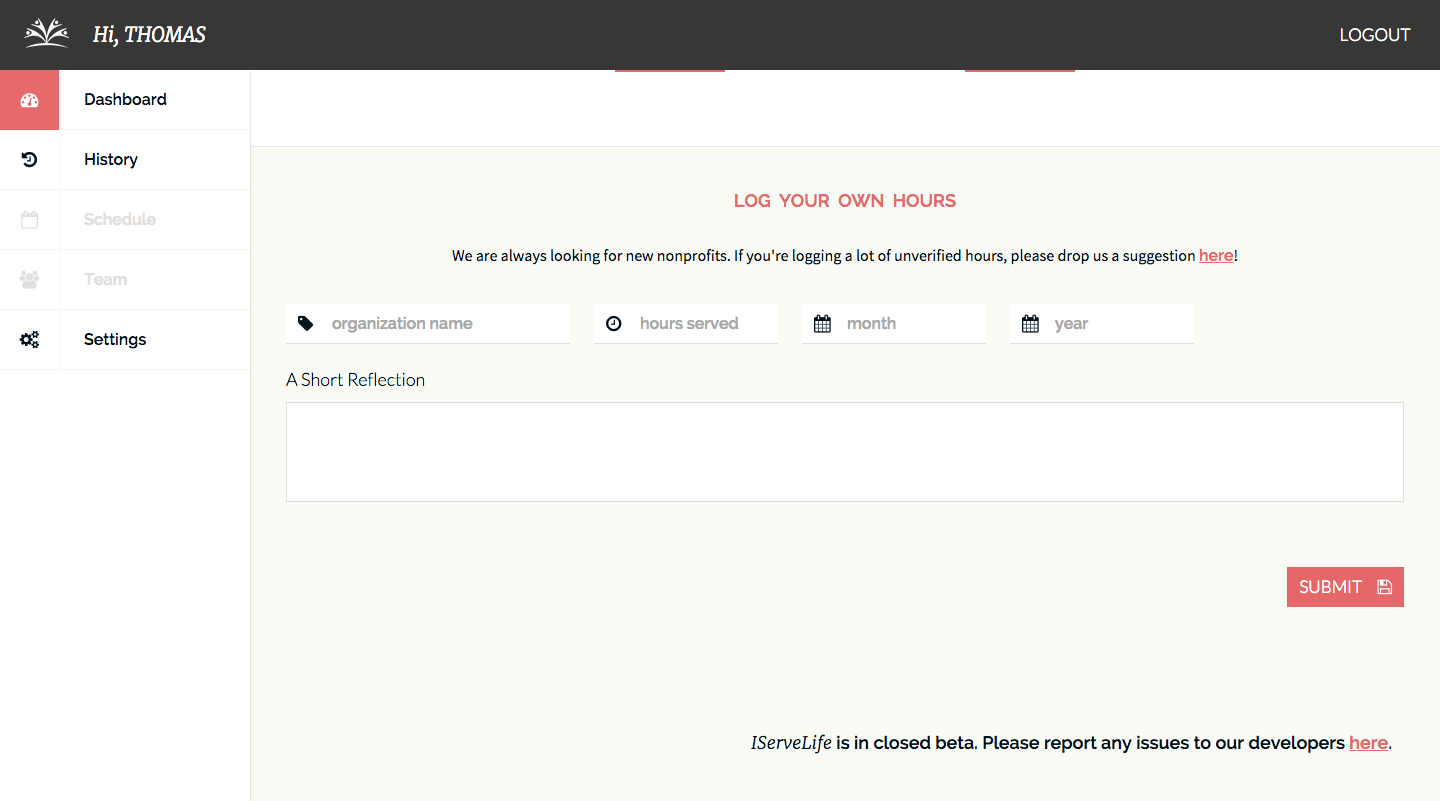 Hi, THOMAS
LOGOUT
Dashboard
History
Schedule
Team
Settings
LOG YOUR OWN HOURS
We are always looking for new nonprofits. If you're logging a lot of unverified hours, please drop us a suggestion here!
organization name
hours served
month
year
A Short Reflection
SUBMIT
IServeLife is in closed beta. Please report any issues to our developers here.